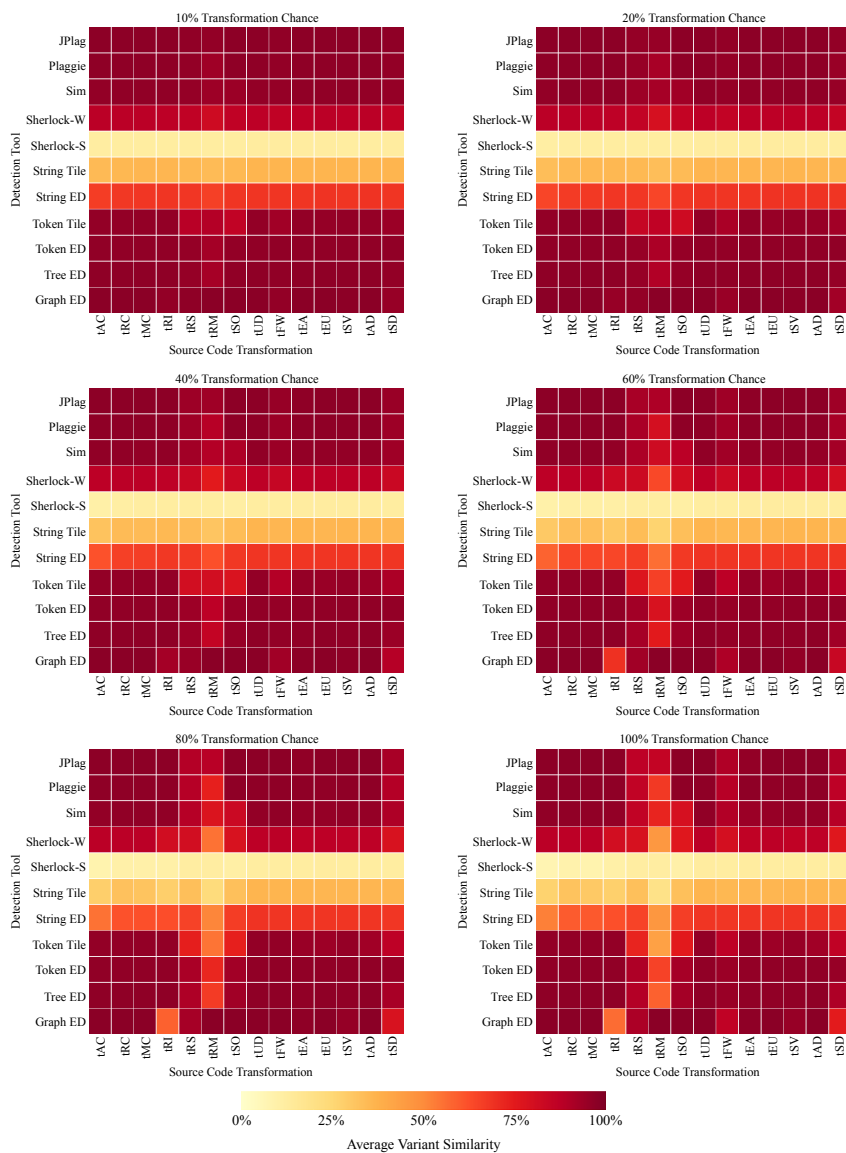 10% Transformation Chance
JPlag
Plaggie
Sim
Sherlock-W
Sherlock-S
String Tile
String ED
Token Tile
Token ED
Tree ED
Graph ED
Detection Tool
tAC tRC tMC tRI tRS tRM tSO tUD tFW tEA tEU tSV tAD tSD
Source Code Transformation
20% Transformation Chance
JPlag
Plaggie
Sim
Sherlock-W
Sherlock-S
String Tile
String ED
Token Tile
Token ED
Tree ED
Graph ED
Detection Tool
tAC tRC tMC tRI tRS tRM tSO tUD tFW tEA tEU tSV tAD tSD
Source Code Transformation
40% Transformation Chance
JPlag
Plaggie
Sim
Sherlock-W
Sherlock-S
String Tile
String ED
Token Tile
Token ED
Tree ED
Graph ED
Detection Tool
tAC tRC tMC tRI tRS tRM tSO tUD tFW tEA tEU tSV tAD tSD
Source Code Transformation
60% Transformation Chance
JPlag
Plaggie
Sim
Sherlock-W
Sherlock-S
String Tile
String ED
Token Tile
Token ED
Tree ED
Graph ED
Detection Tool
tAC tRC tMC tRI tRS tRM tSO tUD tFW tEA tEU tSV tAD tSD
Source Code Transformation
80% Transformation Chance
JPlag
Plaggie
Sim
Sherlock-W
Sherlock-S
String Tile
String ED
Token Tile
Token ED
Tree ED
Graph ED
Detection Tool
tAC tRC tMC tRI tRS tRM tSO tUD tFW tEA tEU tSV tAD tSD
Source Code Transformation
100% Transformation Chance
JPlag
Plaggie
Sim
Sherlock-W
Sherlock-S
String Tile
String ED
Token Tile
Token ED
Tree ED
Graph ED
Detection Tool
tAC tRC tMC tRI tRS tRM tSO tUD tFW tEA tEU tSV tAD tSD
Source Code Transformation
0% 25% 50% 75% 100%
Average Variant Similarity